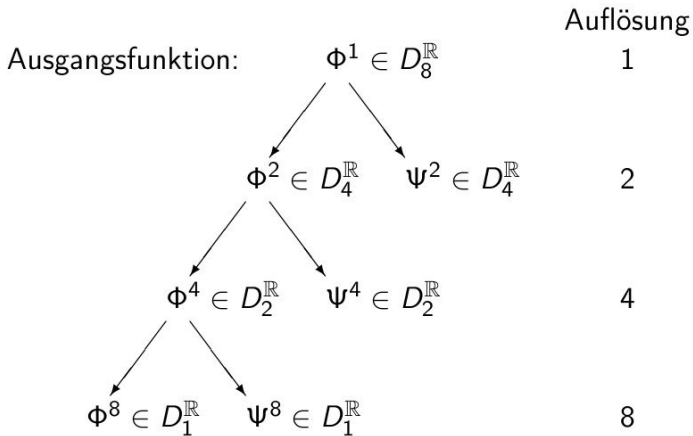 Auflösung
Ausgangsfunktion: Φ¹ ∈ D₈^ℝ 1
Φ² ∈ D₄^ℝ Ψ² ∈ D₄^ℝ 2
Φ⁴ ∈ D₂^ℝ Ψ⁴ ∈ D₂^ℝ 4
Φ⁸ ∈ D₁^ℝ Ψ⁸ ∈ D₁^ℝ 8